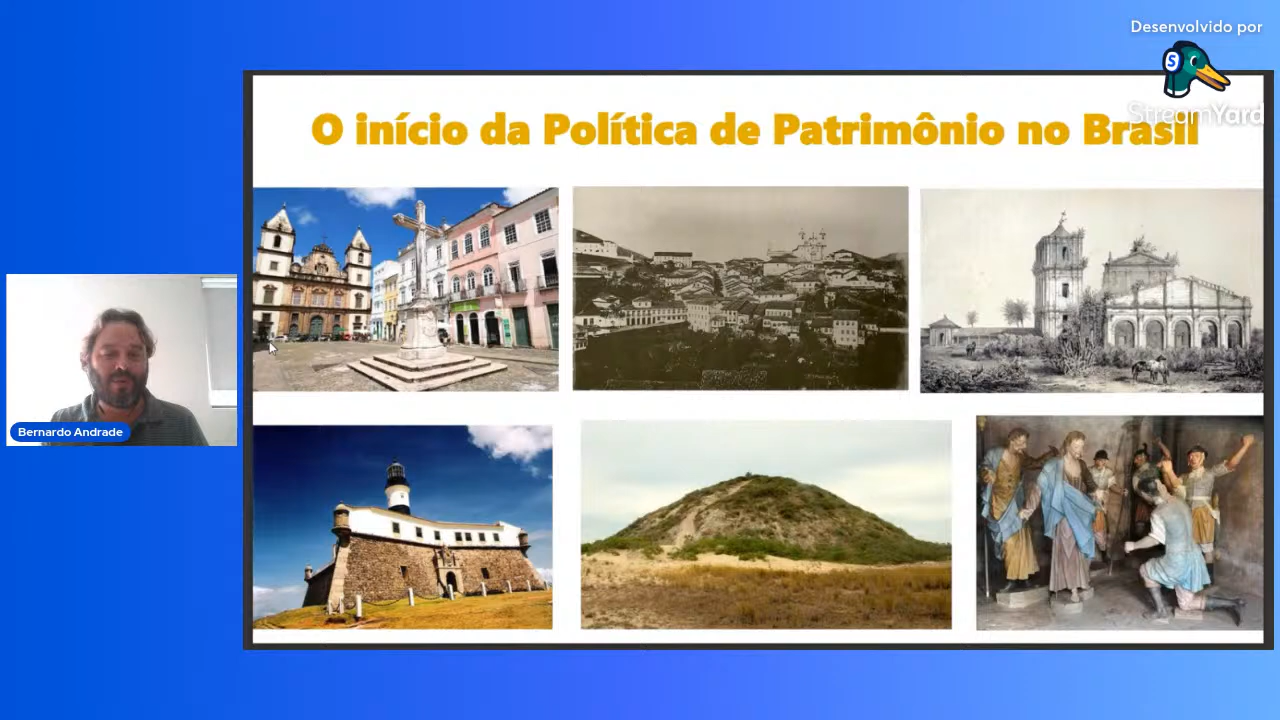 Desenvolvido por
S
StreamYard
O início da Política de Patrimônio no Brasil
Bernardo Andrade